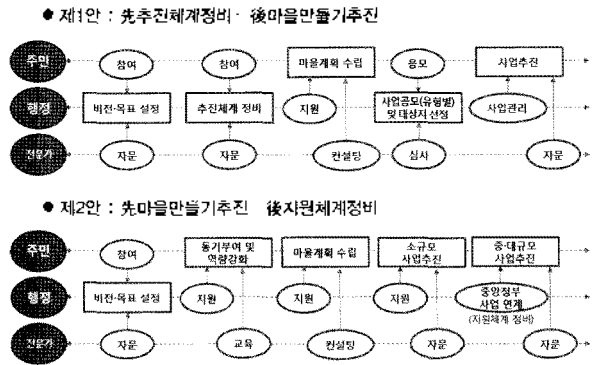 ● 제1안 : 先추진체계정비· 後마을만들기추진
주민 참여 참여 마을계획 수립 응모 사업추진
행정 비전·목표 설정 추진체계 정비 지원 사업공모(유형별)
및 대상지 선정 사업관리
전문가 자문 자문 컨설팅 심사 자문
● 제2안 : 先마을만들기추진 後지원체계정비
주민 참여 동기부여 및
역량강화 마을계획 수립 소규모
사업추진 중·대규모
사업추진
행정 비전·목표 설정 지원 지원 지원 중앙정부
사업 연계
(지원체계 정비)
전문가 자문 교육 컨설팅 자문 자문